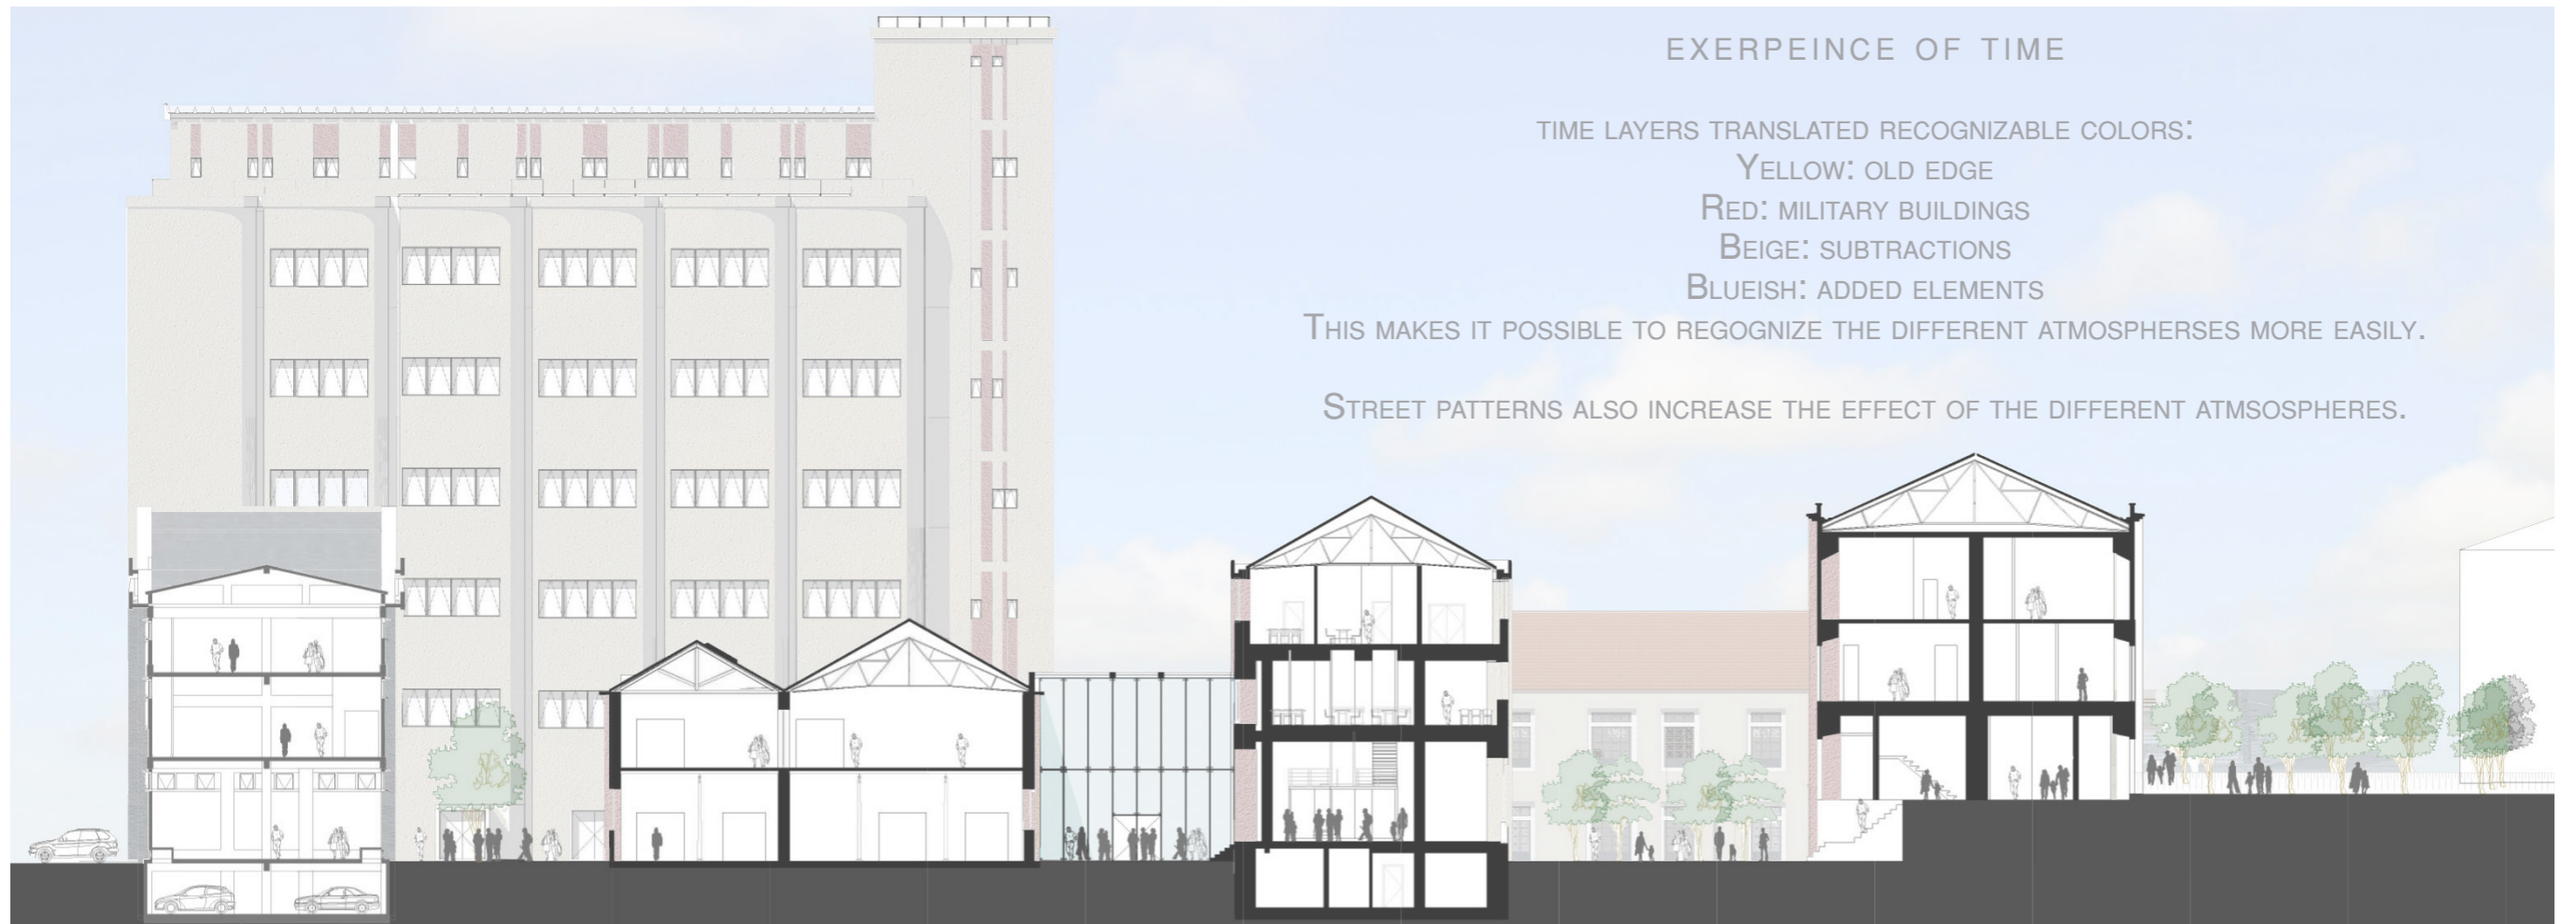 EXERPEINCE OF TIME
TIME LAYERS TRANSLATED RECOGNIZABLE COLORS:
YELLOW: OLD EDGE
RED: MILITARY BUILDINGS
BEIGE: SUBTRACTIONS
BLUEISH: ADDED ELEMENTS
THIS MAKES IT POSSIBLE TO REGOGNIZE THE DIFFERENT ATMOSPHERSES MORE EASILY.
STREET PATTERNS ALSO INCREASE THE EFFECT OF THE DIFFERENT ATMSOSPHERES.